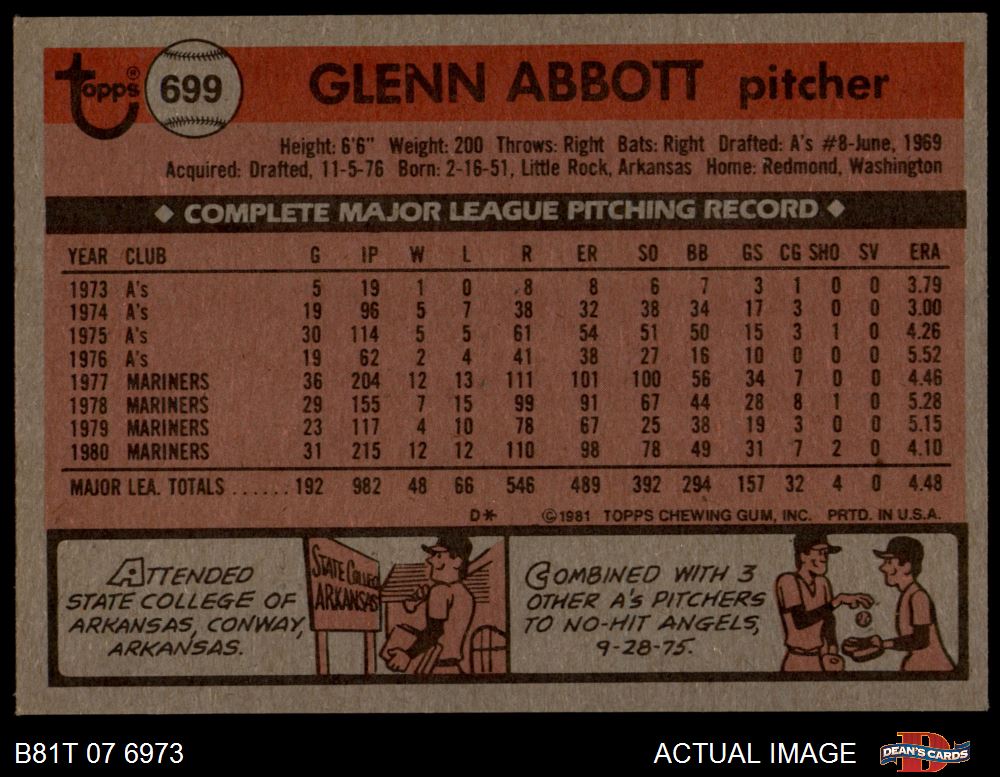 Topps® 699 GLENN ABBOTT pitcher
Height: 6'6" Weight: 200 Throws: Right Bats: Right Drafted: A's #8-June, 1969
Acquired: Drafted, 11-5-76 Born: 2-16-51, Little Rock, Arkansas Home: Redmond, Washington
◆ COMPLETE MAJOR LEAGUE PITCHING RECORD ◆
YEAR CLUB G IP W L R ER SO BB GS CG SHO SV ERA
1973 A's 5 19 1 0 8 8 6 7 3 1 0 0 3.79
1974 A's 19 96 5 7 38 32 38 34 17 3 0 0 3.00
1975 A's 30 114 5 5 61 54 51 50 15 3 1 0 4.26
1976 A's 19 62 2 4 41 38 27 16 10 0 0 0 5.52
1977 MARINERS 36 204 12 13 111 101 100 56 34 7 0 0 4.46
1978 MARINERS 29 155 7 15 99 91 67 44 28 8 1 0 5.28
1979 MARINERS 23 117 4 10 78 67 25 38 19 3 0 0 5.15
1980 MARINERS 31 215 12 12 110 98 78 49 31 7 2 0 4.10
MAJOR LEA. TOTALS ...... 192 982 48 66 546 489 392 294 157 32 4 0 4.48
D* ©1981 TOPPS CHEWING GUM, INC. PRTD. IN U.S.A.
ATTENDED
STATE COLLEGE OF
ARKANSAS, CONWAY,
ARKANSAS.
STATE COLLEGE
ARKANSAS
COMBINED WITH 3
OTHER A's PITCHERS
TO NO-HIT ANGELS,
9-28-75.
B81T 07 6973 ACTUAL IMAGE DEAN'S CARDS